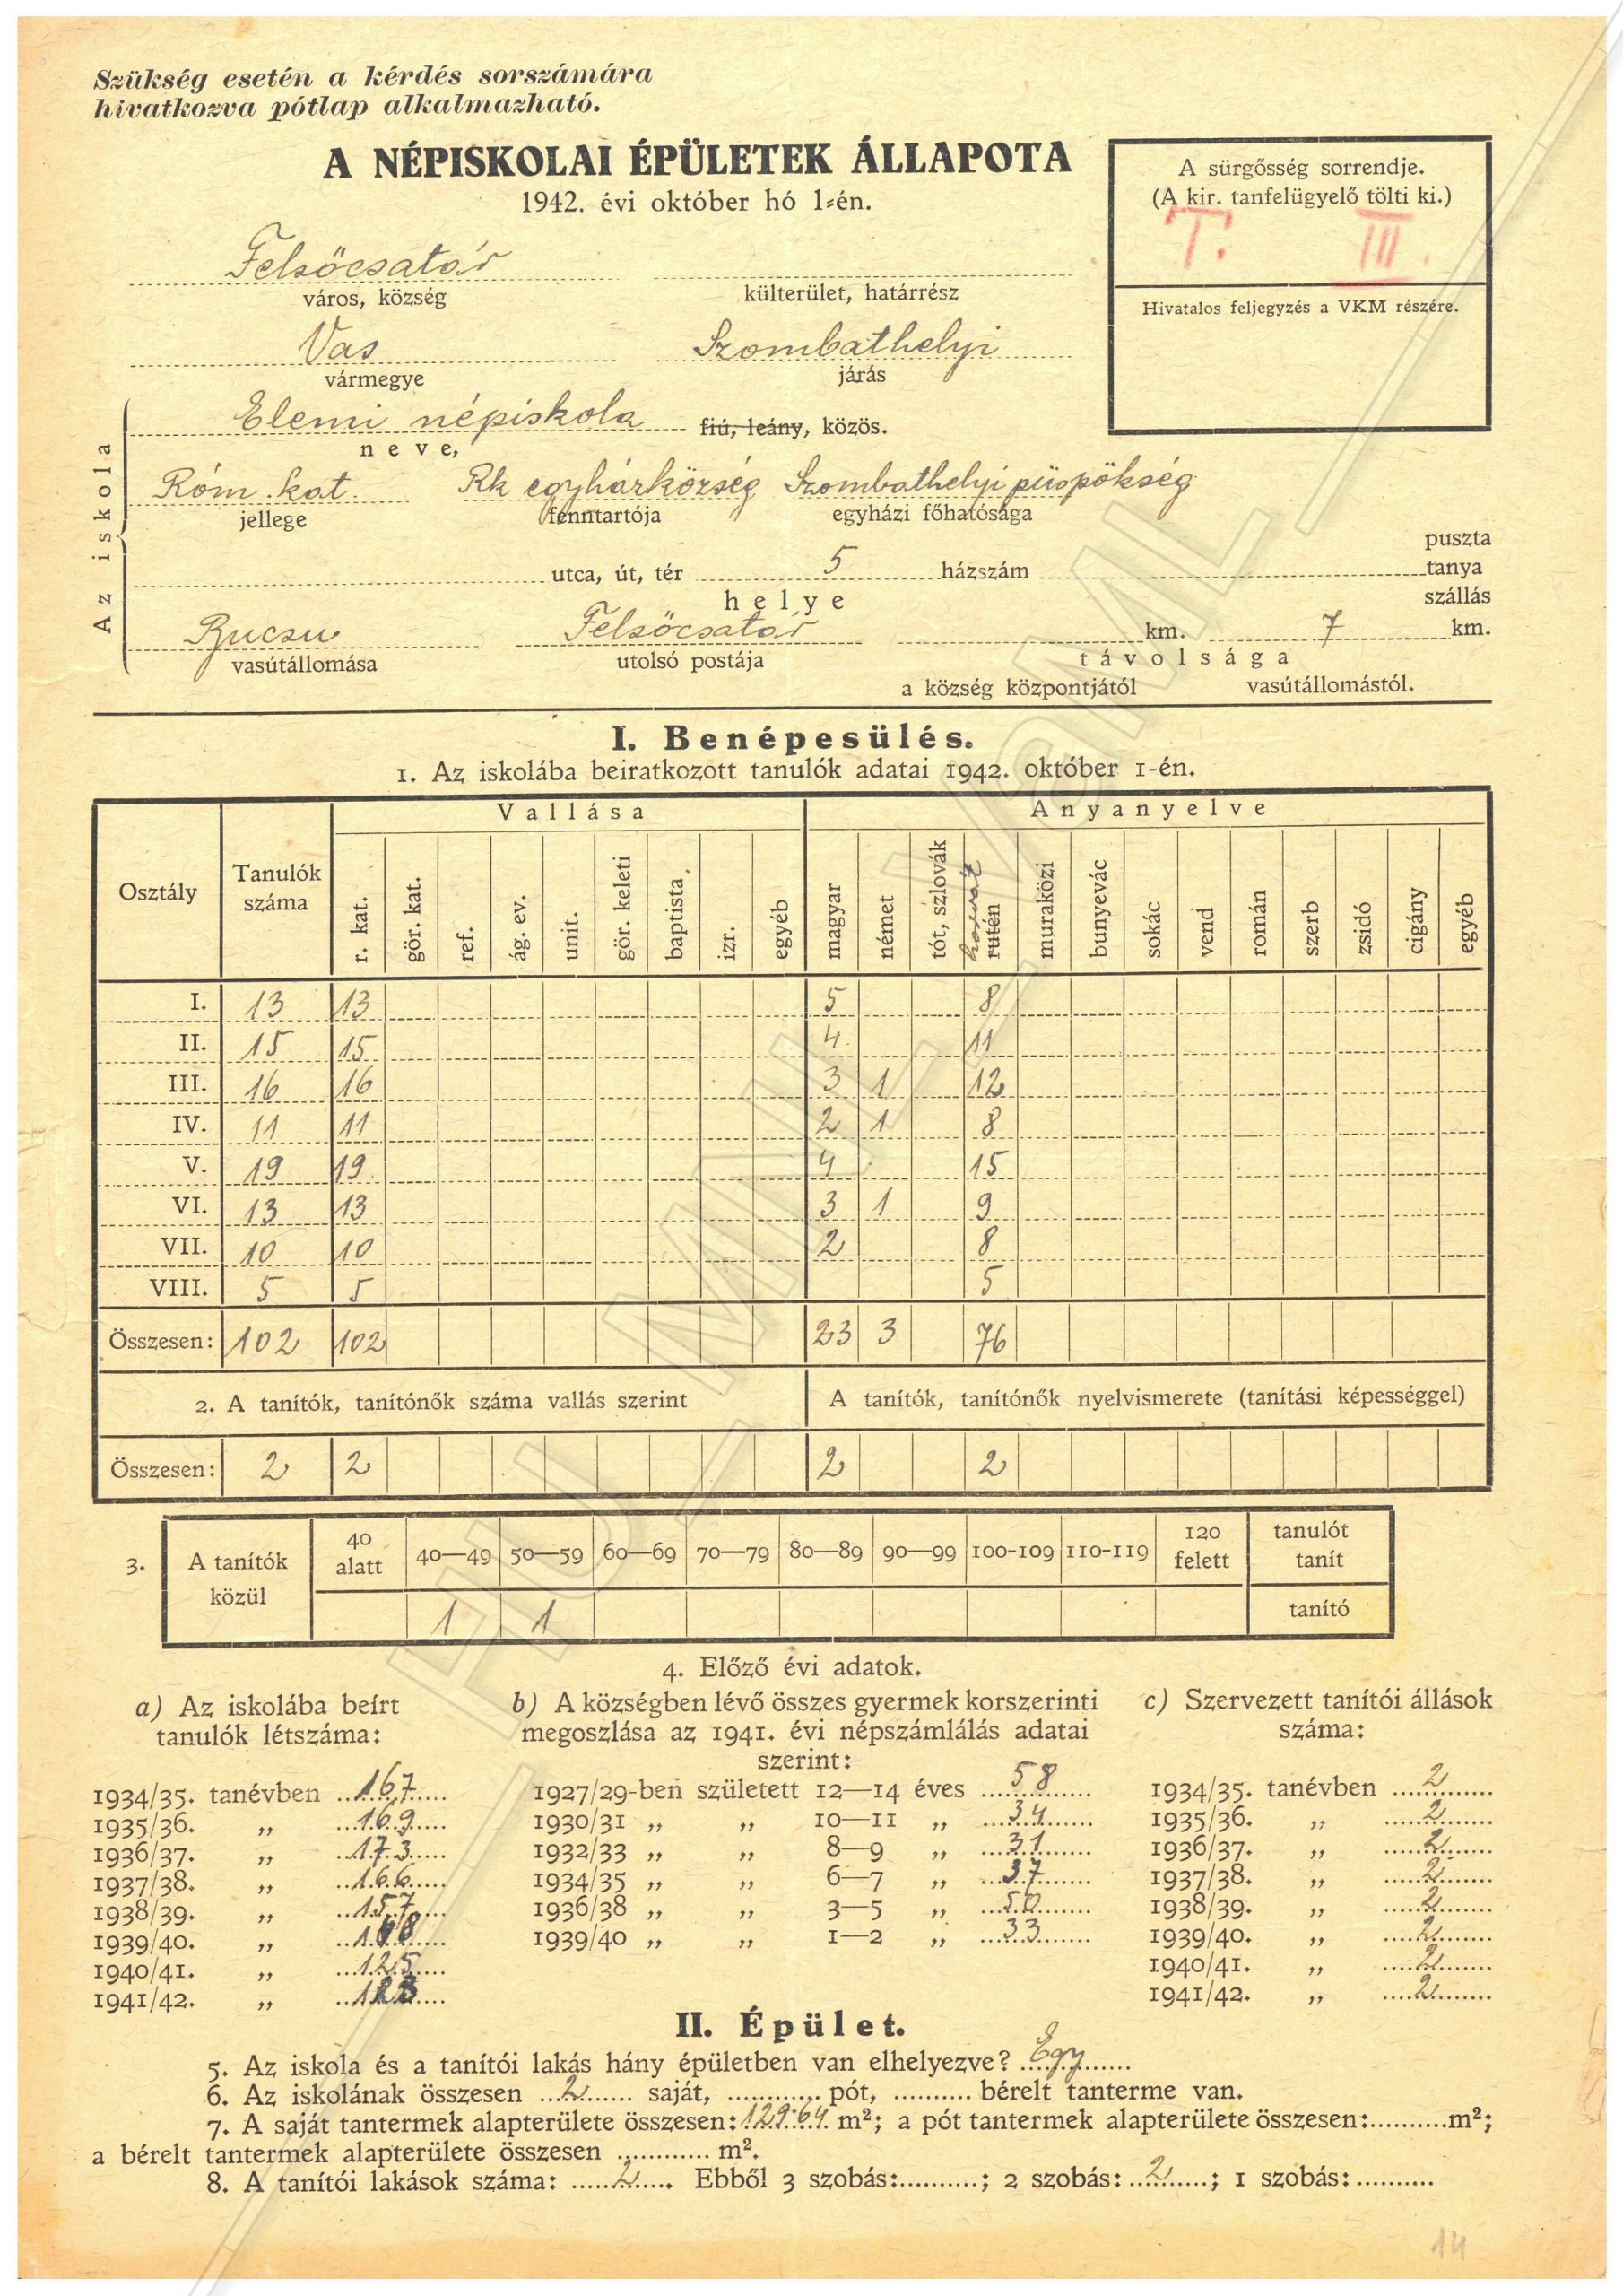 Szükség esetén a kérdés sorszámára
hivatkozva pótlap alkalmazható.
A NÉPISKOLAI ÉPÜLETEK ÁLLAPOTA
1942. évi október hó 1-én.
A sürgősség sorrendje.
(A kir. tanfelügyelő tölti ki.)
T. III.
Hivatalos feljegyzés a VKM részére.
Felsőcsatár
város, község külterület, határrész
Vas Szombathelyi
vármegye járás
Az iskola
Elemi népiskola fiú, leány, közös.
neve,
Róm. kat. Rk egyházközség Szombathelyi püspökség
jellege fenntartója egyházi főhatósága
utca, út, tér 5 házszám puszta
tanya
szállás
helye
Bucsu Felsőcsatár km. 7 km.
vasútállomása utolsó postája távolsága
a község központjától vasútállomástól.
I. Benépesülés.
1. Az iskolába beiratkozott tanulók adatai 1942. október 1-én.
Osztály Tanulók száma Vallása Anyanyelve
r. kat. gör. kat. ref. ág. ev. unit. gör. keleti baptista izr. egyéb magyar német tót, szlovák horvát rutén muraközi bunyevác sokác vend román szerb zsidó cigány egyéb
I. 13 13 5 8
II. 15 15 4 11
III. 16 16 3 1 12
IV. 11 11 2 1 8
V. 19 19 4 15
VI. 13 13 3 1 9
VII. 10 10 2 8
VIII. 5 5 5
Összesen: 102 102 23 3 76
2. A tanítók, tanítónők száma vallás szerint A tanítók, tanítónők nyelvismerete (tanítási képességgel)
Összesen: 2 2 2 2
3. A tanítók közül 40 alatt 40—49 50—59 60—69 70—79 80—89 90—99 100-109 110-119 120 felett tanulót tanít
1 1 tanító
4. Előző évi adatok.
a) Az iskolába beírt
tanulók létszáma:
1934/35. tanévben 167
1935/36. „ 169
1936/37. „ 173
1937/38. „ 166
1938/39. „ 157
1939/40. „
1940/41. „ 125
1941/42. „
b) A községben lévő összes gyermek korszerinti
megoszlása az 1941. évi népszámlálás adatai
szerint:
1927/29-ben született 12—14 éves 58
1930/31 „ „ 10—11 „ 34
1932/33 „ „ 8—9 „ 31
1934/35 „ „ 6—7 „ 37
1936/38 „ „ 3—5 „ 50
1939/40 „ „ 1—2 „ 33
c) Szervezett tanítói állások
száma:
1934/35. tanévben 2
1935/36. „ 2
1936/37. „ 2
1937/38. „ 2
1938/39. „ 2
1939/40. „ 2
1940/41. „ 2
1941/42. „ 2
II. Épület.
5. Az iskola és a tanítói lakás hány épületben van elhelyezve? Egy
6. Az iskolának összesen 2 saját, pót, bérelt tanterme van.
7. A saját tantermek alapterülete összesen: 129.64 m²; a pót tantermek alapterülete összesen: m²;
a bérelt tantermek alapterülete összesen m².
8. A tanítói lakások száma: 2. Ebből 3 szobás: ; 2 szobás: 2 ; 1 szobás:
14
HU_MNL_VaML